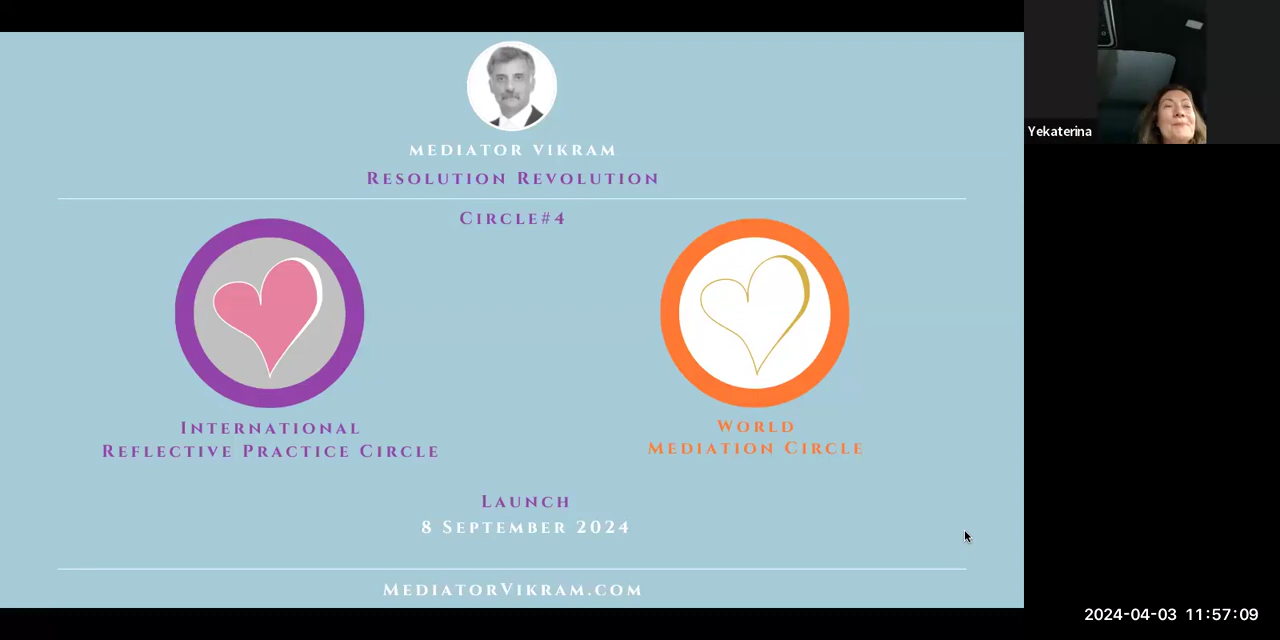 MEDIATOR VIKRAM
RESOLUTION REVOLUTION
CIRCLE#4
INTERNATIONAL
REFLECTIVE PRACTICE CIRCLE
WORLD
MEDIATION CIRCLE
LAUNCH
8 SEPTEMBER 2024
MEDIATORVIKRAM.COM
Yekaterina
2024-04-03 11:57:09